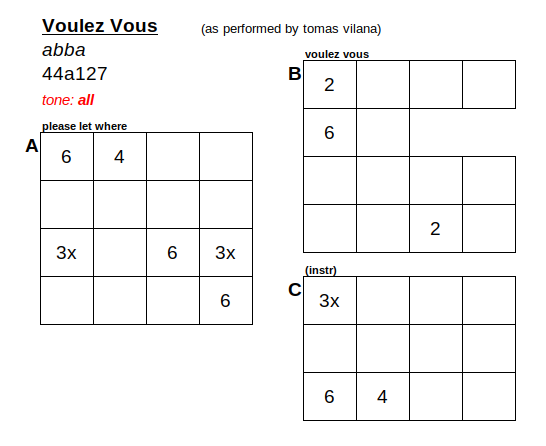 Voulez Vous (as performed by tomas vilana)
abba
44a127
tone: all
please let where
A
6 4
3x 6 3x
6
voulez vous
B
2
6
2
(instr)
C
3x
6 4